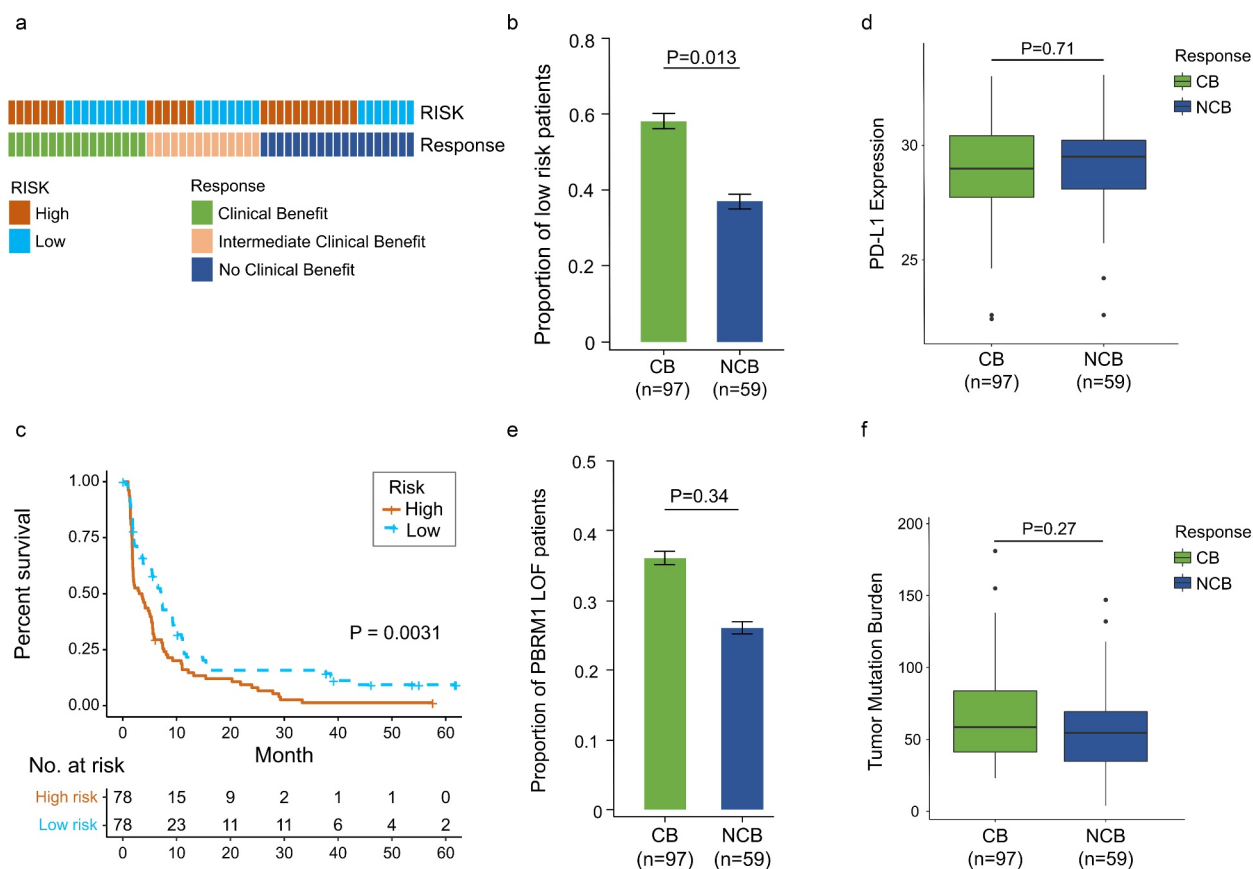 a
RISK
Response
RISK
High
Low
Response
Clinical Benefit
Intermediate Clinical Benefit
No Clinical Benefit
b
Proportion of low risk patients
0.8
0.6
0.4
0.2
0
P=0.013
CB
(n=97)
NCB
(n=59)
d
PD-L1 Expression
30
25
P=0.71
CB
(n=97)
NCB
(n=59)
Response
CB
NCB
c
Percent survival
1.00
0.75
0.50
0.25
0.00
Risk
High
Low
P = 0.0031
0 10 20 30 40 50 60
Month
No. at risk
High risk 78 15 9 2 1 1 0
Low risk 78 23 11 11 6 4 2
0 10 20 30 40 50 60
e
Proportion of PBRM1 LOF patients
0.5
0.4
0.3
0.2
0.1
0
P=0.34
CB
(n=97)
NCB
(n=59)
f
Tumor Mutation Burden
200
150
100
50
0
P=0.27
CB
(n=97)
NCB
(n=59)
Response
CB
NCB